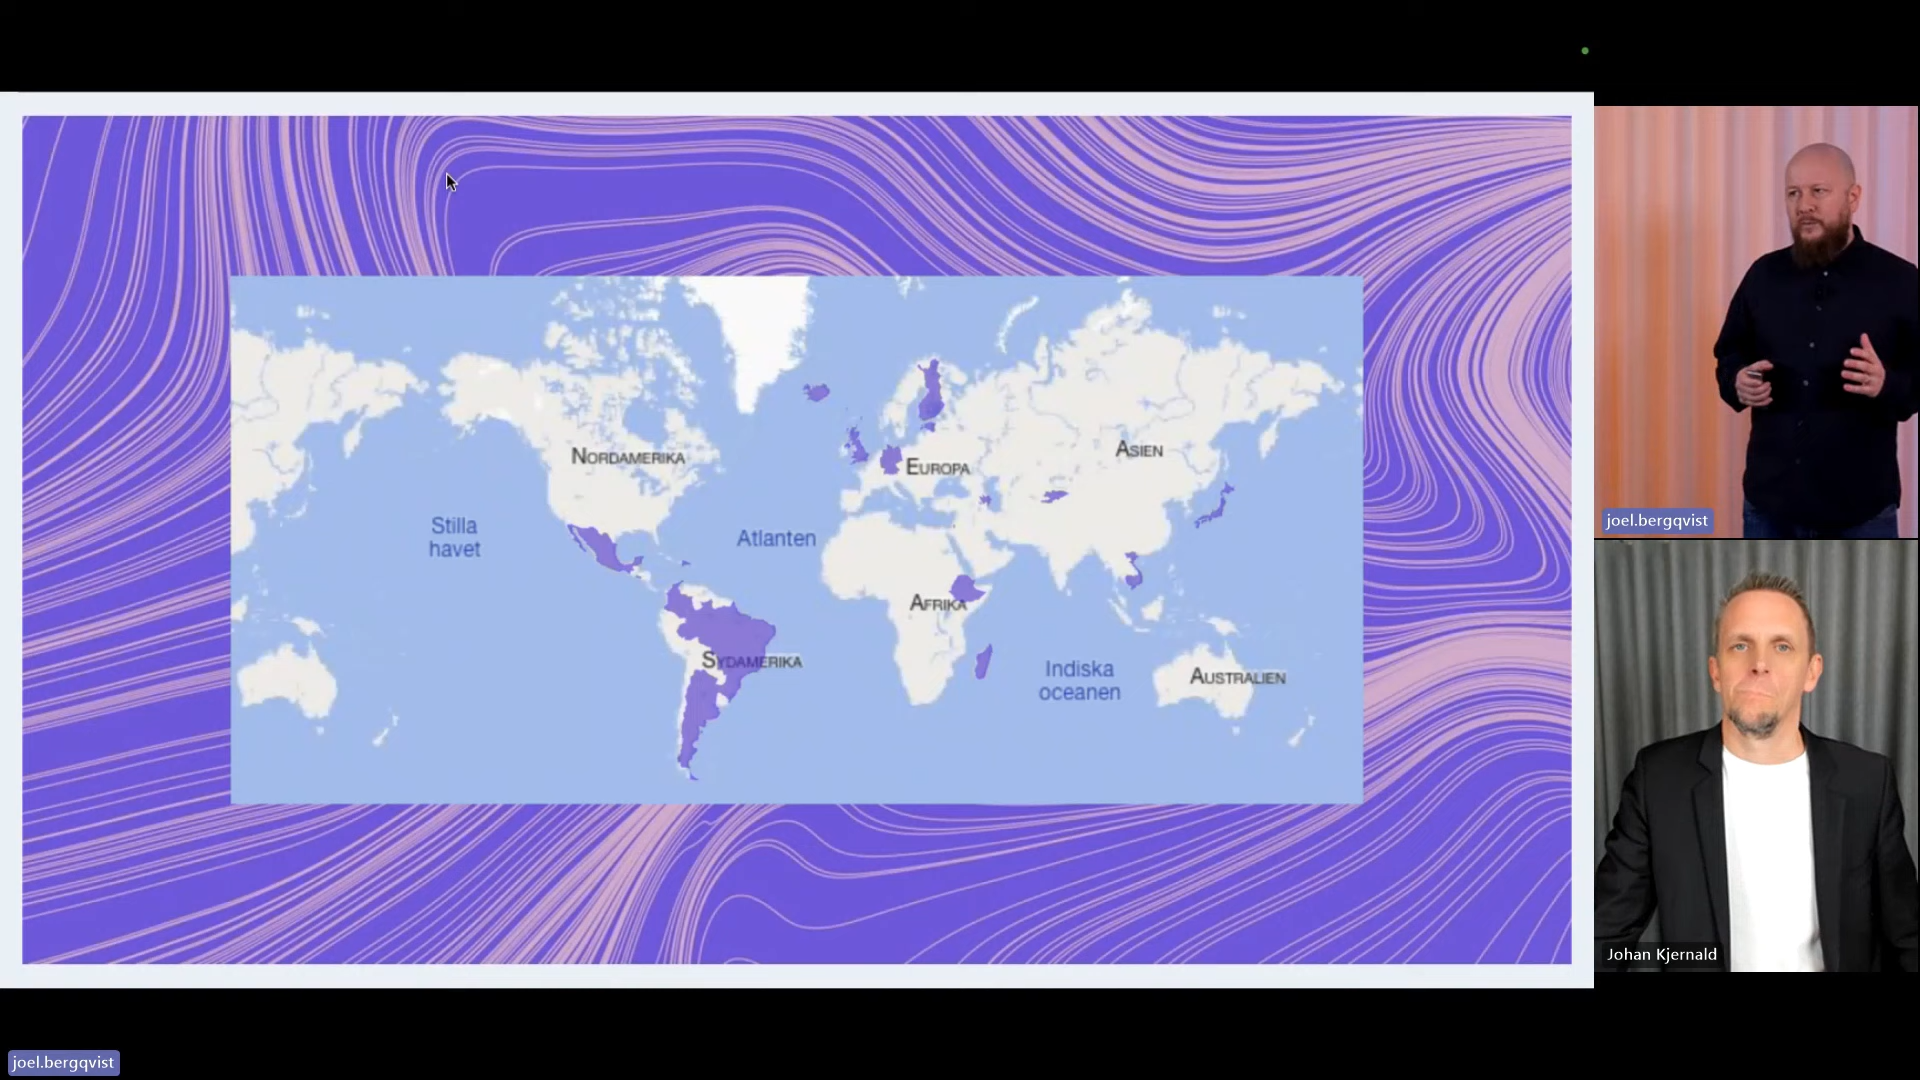 NORDAMERIKA
EUROPA
ASIEN
Stilla
havet
Atlanten
AFRIKA
SYDAMERIKA
Indiska
oceanen
AUSTRALIEN
joel.bergqvist
Johan Kjernald
joel.bergqvist